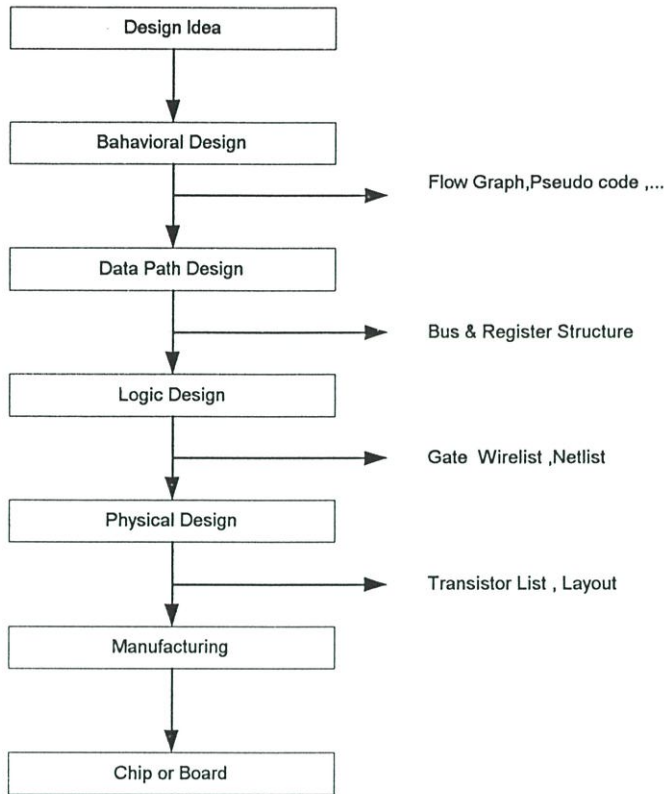 Design Idea
Bahavioral Design
Flow Graph,Pseudo code ,...
Data Path Design
Bus & Register Structure
Logic Design
Gate Wirelist ,Netlist
Physical Design
Transistor List , Layout
Manufacturing
Chip or Board